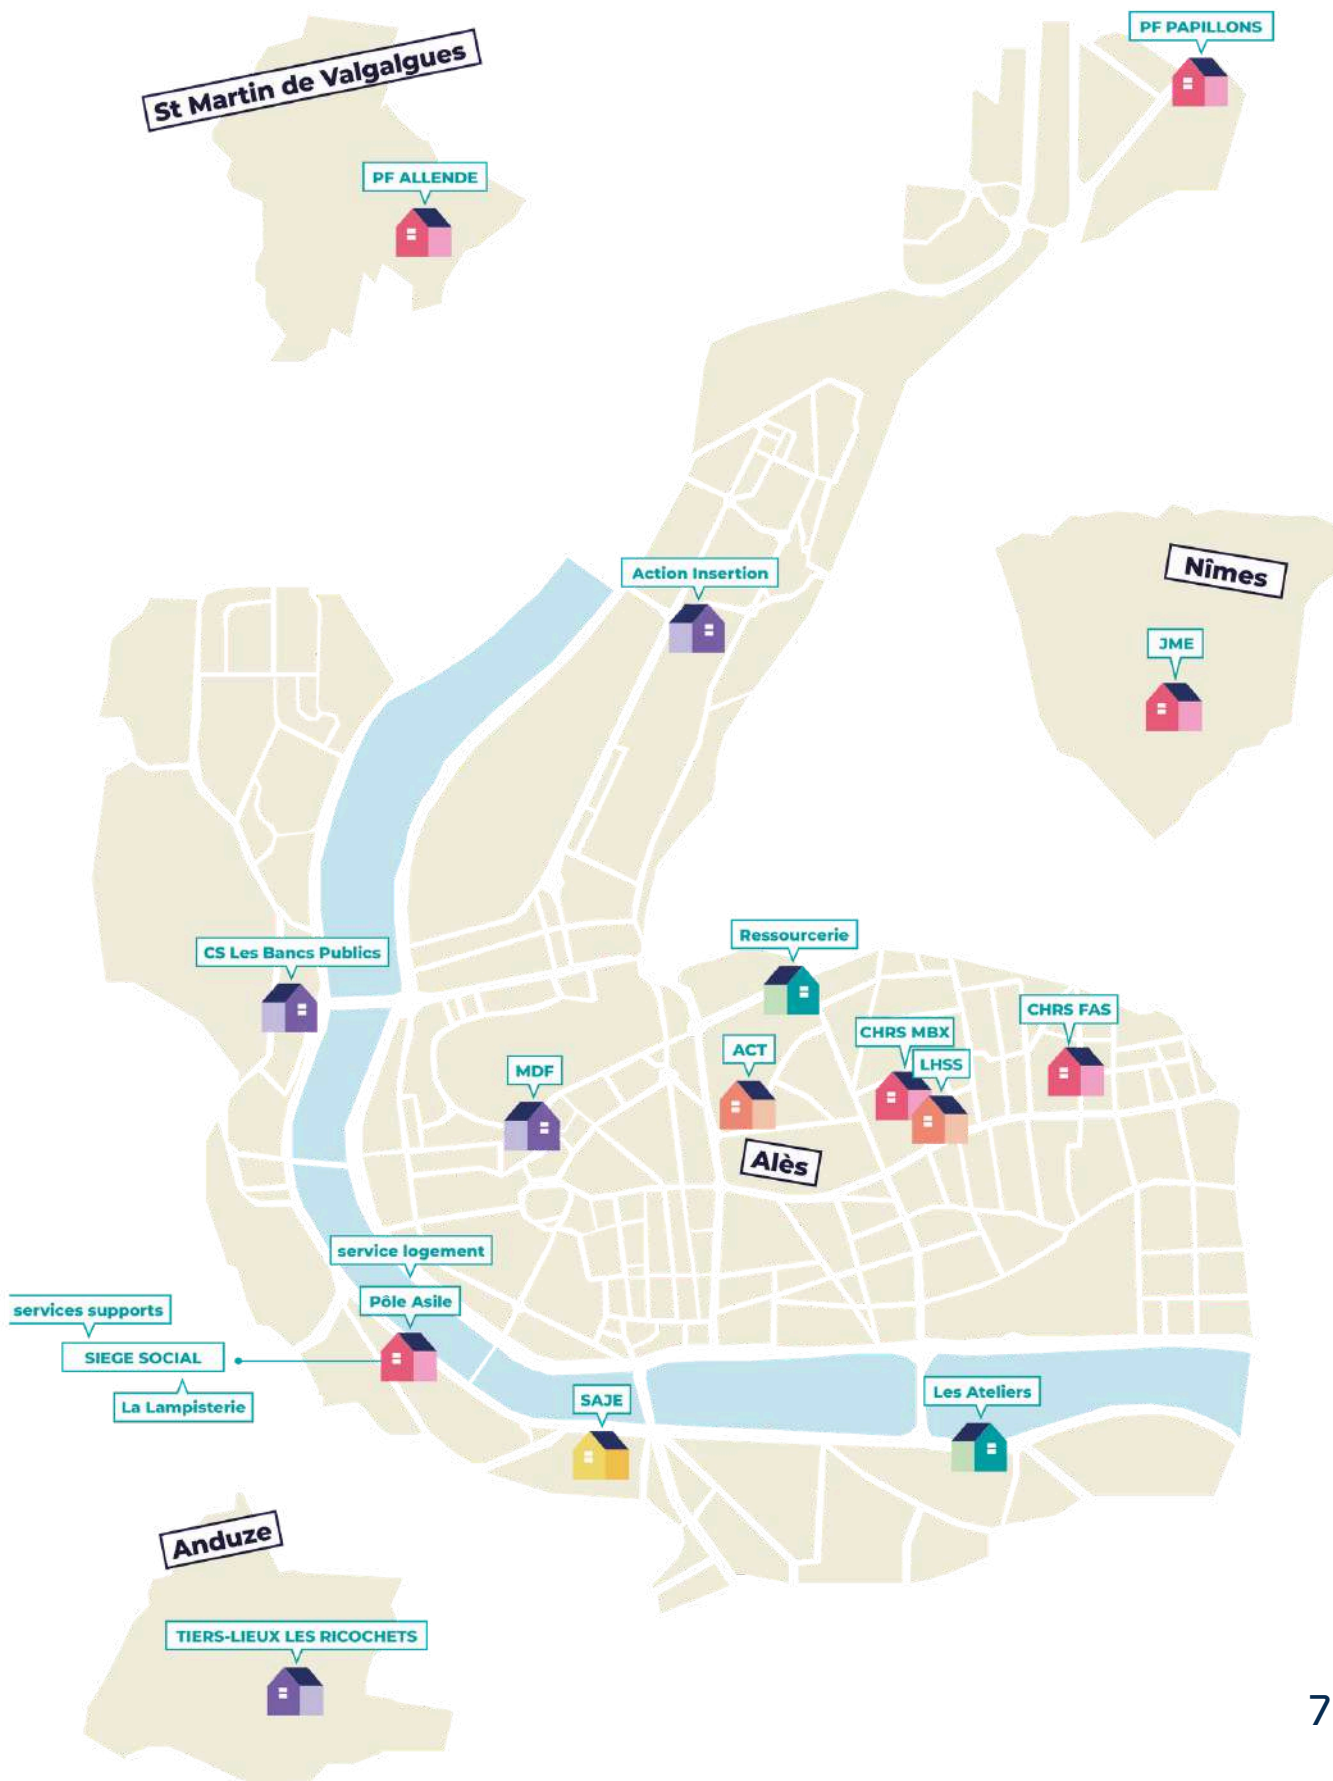 PF PAPILLONS
St Martin de Valgalgues
PF ALLENDE
Action Insertion
Nîmes
JME
Ressourcerie
CS Les Bancs Publics
CHRS FAS
CHRS MBX
ACT
LHSS
MDF
Alès
service logement
Pôle Asile
services supports
SIEGE SOCIAL
La Lampisterie
SAJE
Les Ateliers
Anduze
TIERS-LIEUX LES RICOCHETS
7